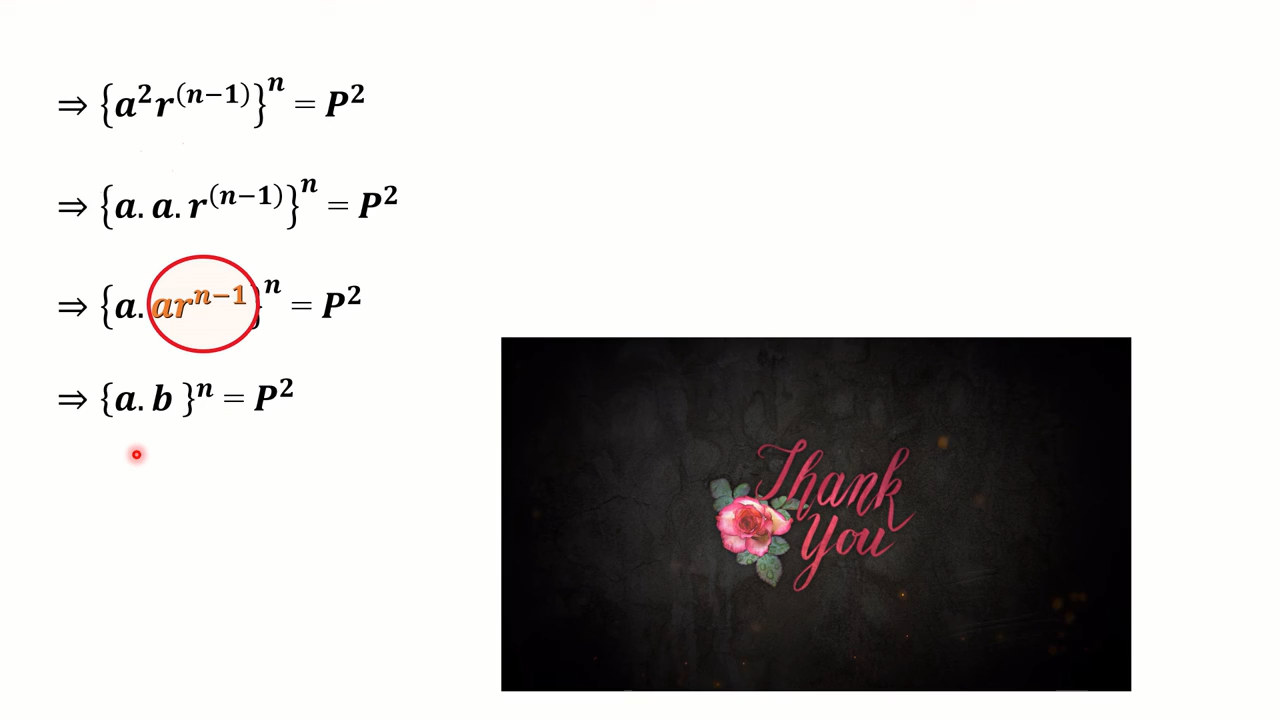 ⇒ {a²r⁽ⁿ⁻¹⁾}ⁿ = P²
⇒ {a. a. r⁽ⁿ⁻¹⁾}ⁿ = P²
⇒ {a. arⁿ⁻¹}ⁿ = P²
⇒ {a. b }ⁿ = P²
Thank
You